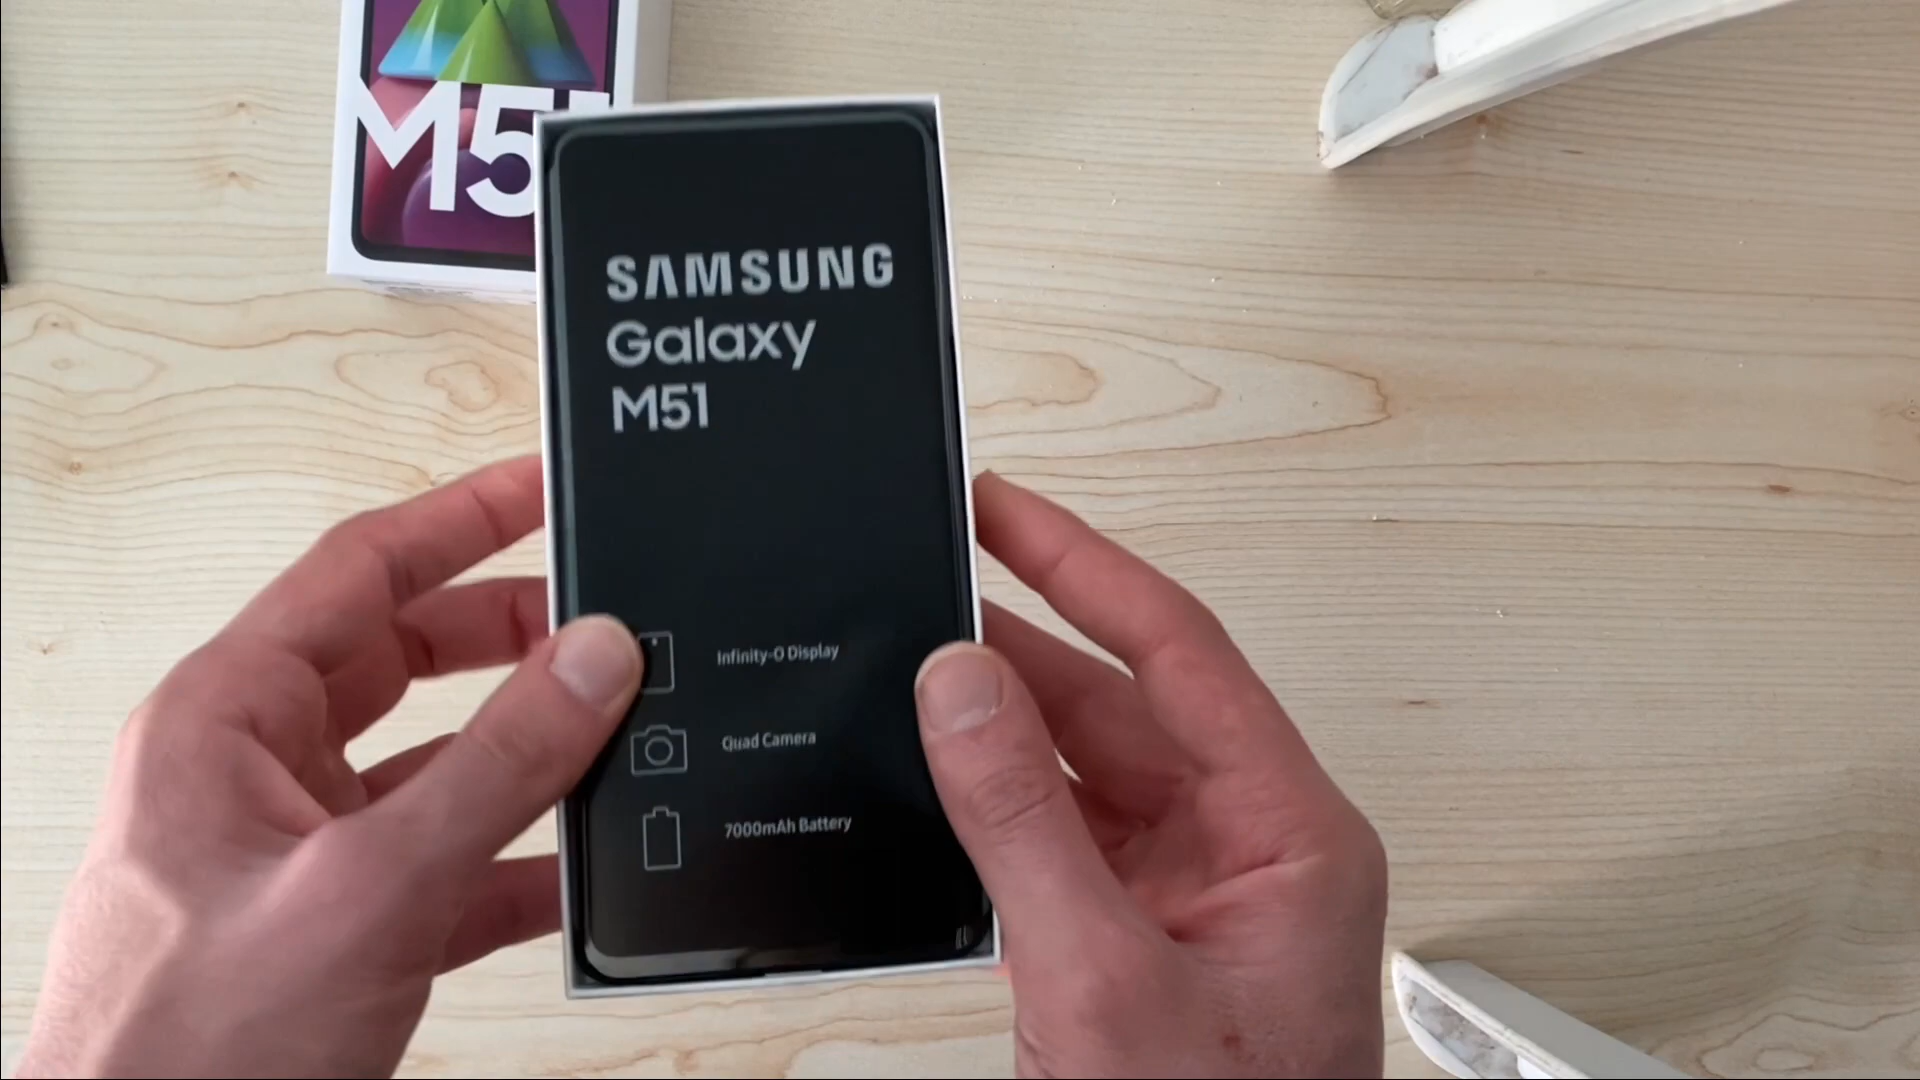 M51
SAMSUNG
Galaxy
M51
Infinity-O Display
Quad Camera
7000mAh Battery